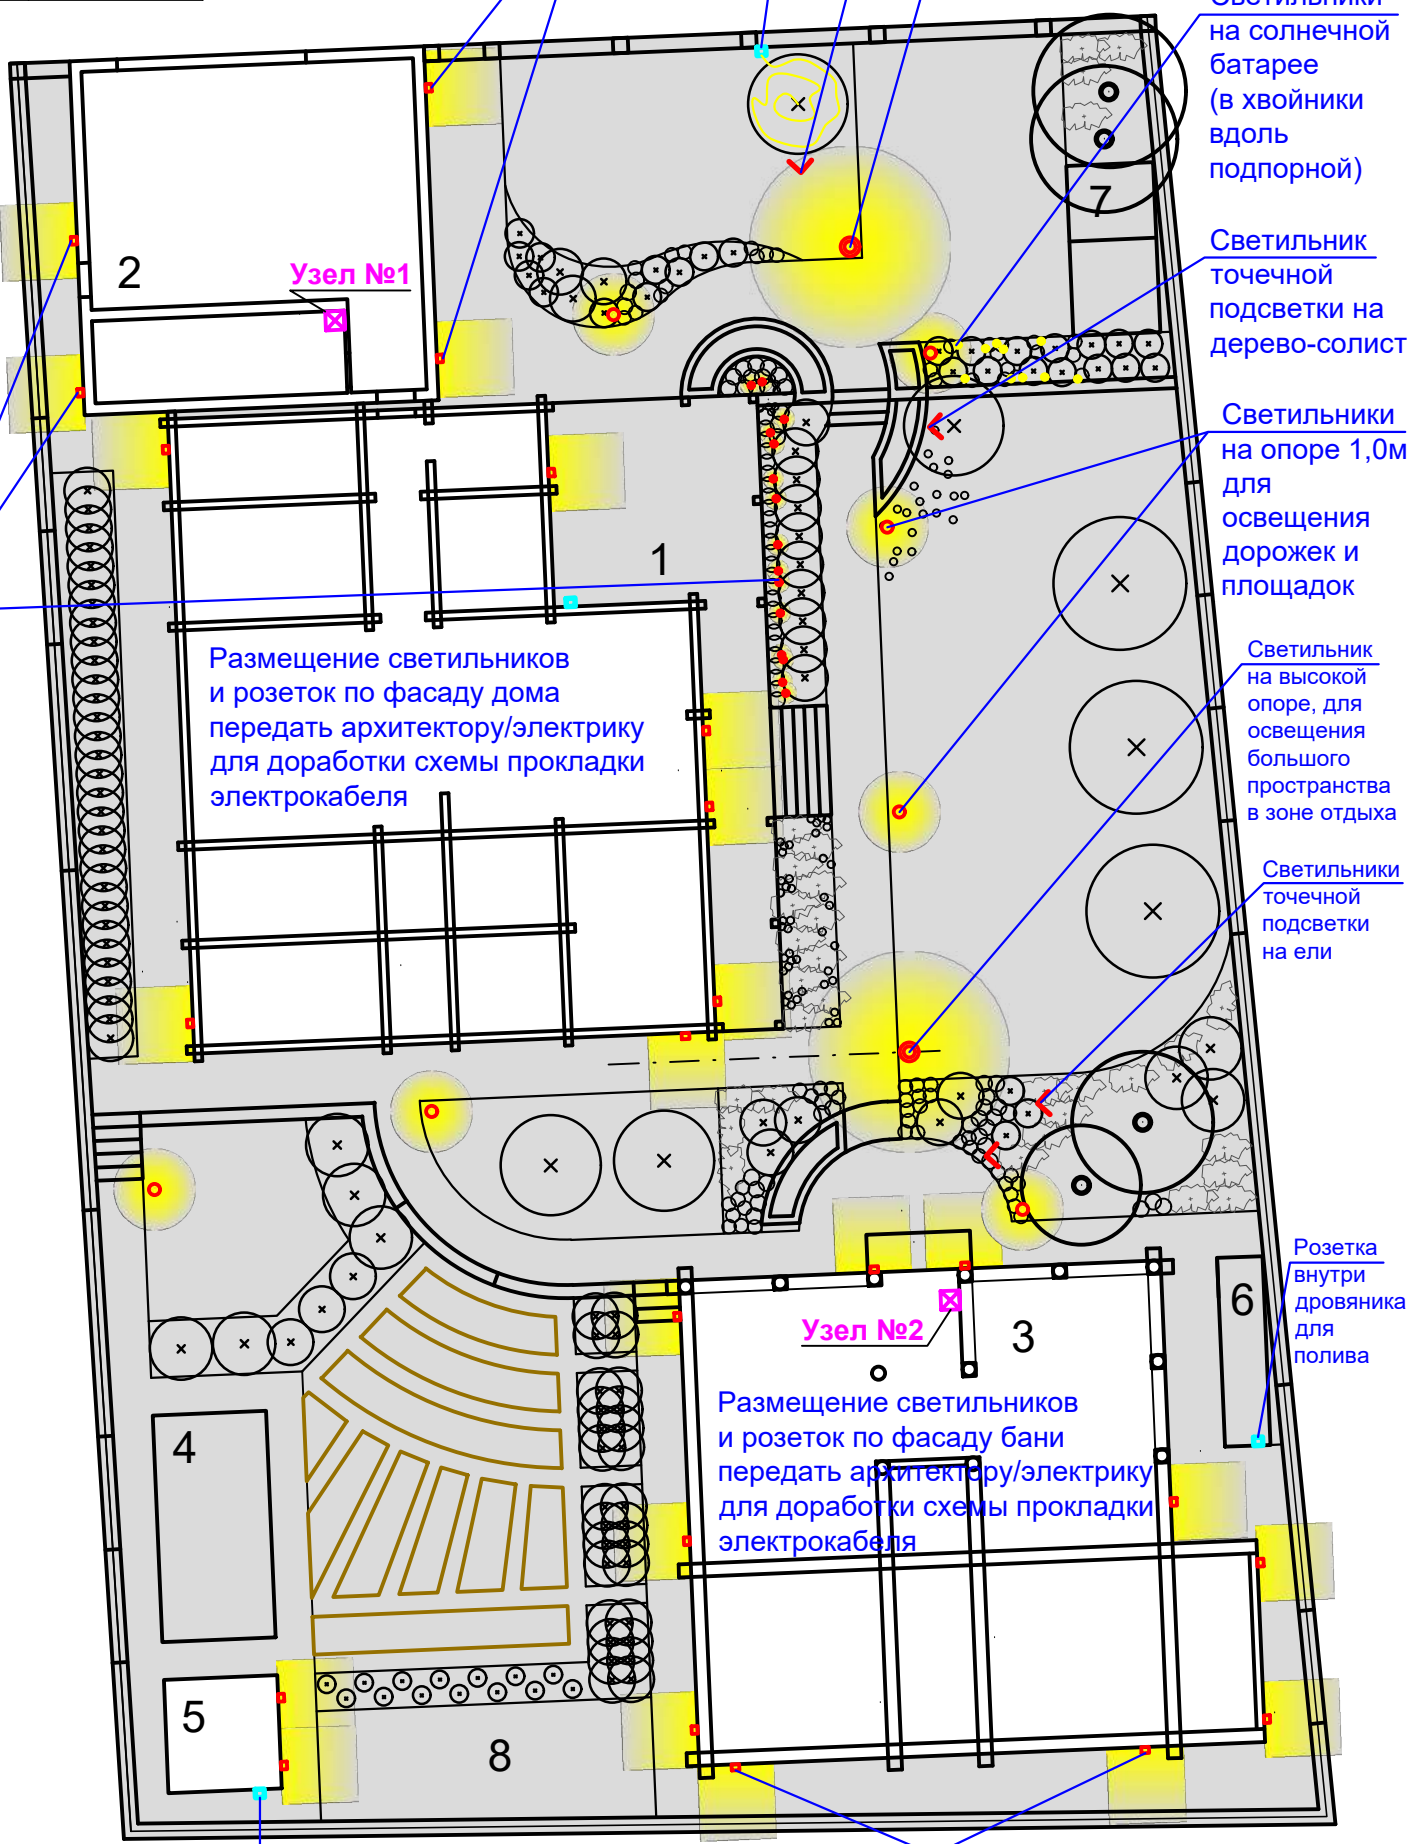 Светильники
на солнечной
батарее
(в хвойники
вдоль
подпорной)
7
2
Узел №1
Светильник
точечной
подсветки на
дерево-солист
Светильники
на опоре 1,0м
для
освещения
дорожек и
площадок
1
Размещение светильников
и розеток по фасаду дома
передать архитектору/электрику
для доработки схемы прокладки
электрокабеля
Светильник
на высокой
опоре, для
освещения
большого
пространства
в зоне отдыха
Светильники
точечной
подсветки
на ели
Розетка
внутри
дровяника
для
полива
6
Узел №2
3
Размещение светильников
и розеток по фасаду бани
передать архитектору/электрику
для доработки схемы прокладки
электрокабеля
4
5
8